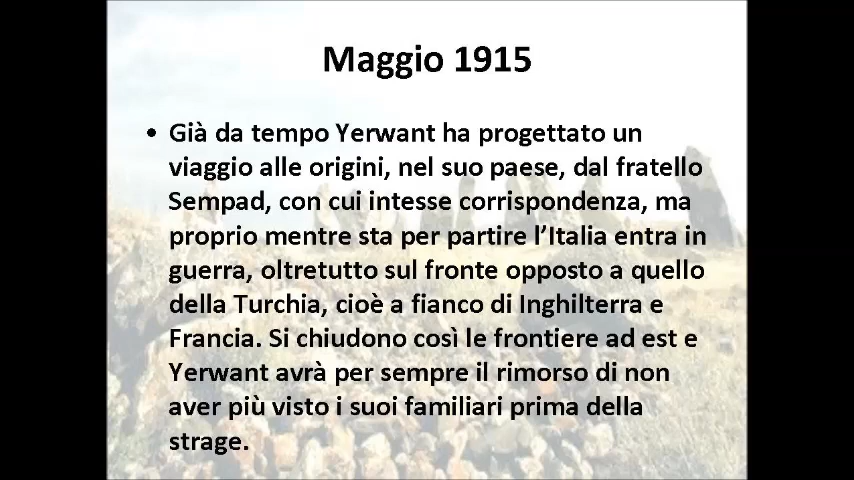 Maggio 1915
• Già da tempo Yerwant ha progettato un
viaggio alle origini, nel suo paese, dal fratello
Sempad, con cui intesse corrispondenza, ma
proprio mentre sta per partire l’Italia entra in
guerra, oltretutto sul fronte opposto a quello
della Turchia, cioè a fianco di Inghilterra e
Francia. Si chiudono così le frontiere ad est e
Yerwant avrà per sempre il rimorso di non
aver più visto i suoi familiari prima della
strage.